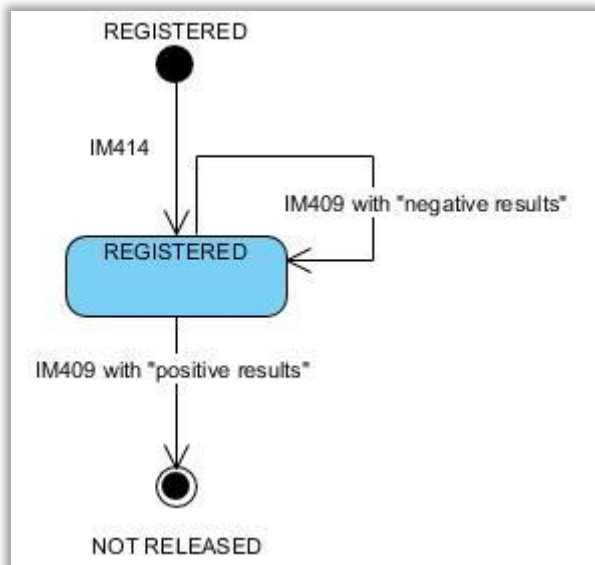 REGISTERED
IM414
IM409 with "negative results"
REGISTERED
IM409 with "positive results"
NOT RELEASED